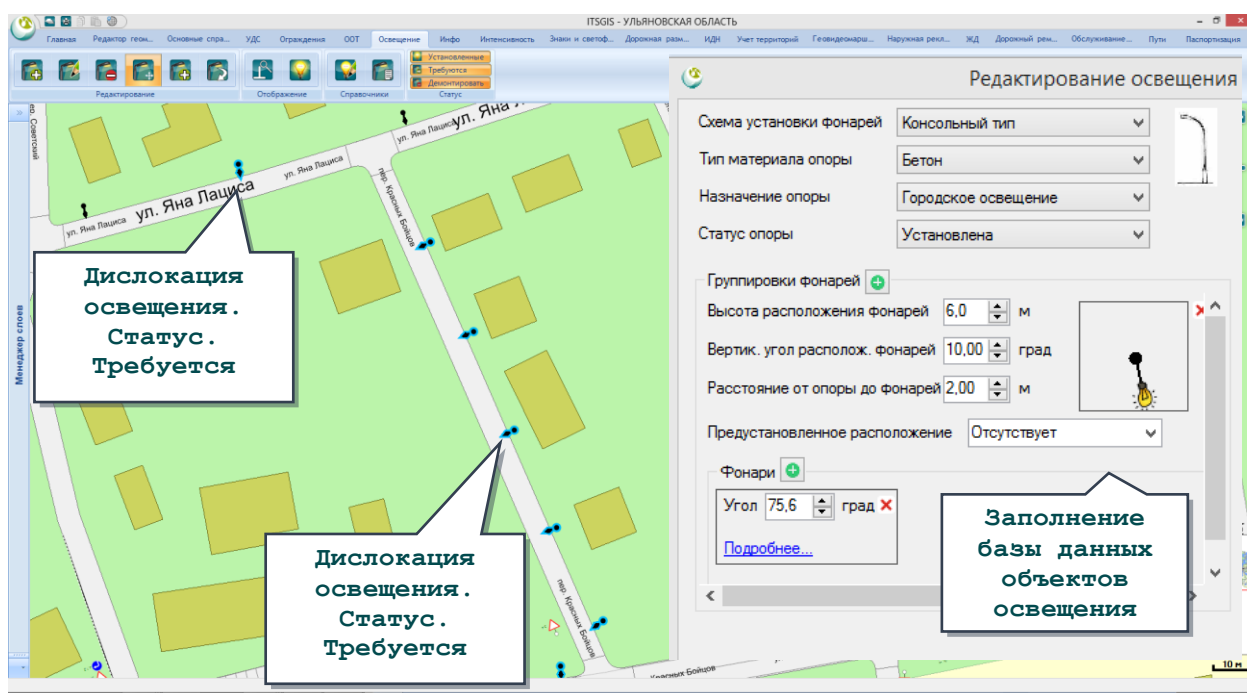 ITSGIS - УЛЬЯНОВСКАЯ ОБЛАСТЬ
Главная Редактор геом... Основные спра... УДС Ограждения ООТ Освещение Инфо Интенсивность Знаки и светоф... Дорожная разм... ИДН Учет территорий Геовидеомарш... Наружная рекл... ЖД Дорожный рем... Обслуживание... Пути Паспортизация
Установленные
Требуются
Демонтировать
Редактирование Отображение Справочники Статус
Менеджер слоев
пер. Советский
ул. Яна Лациса
ул. Яна Лациса
ул. Яна Лациса
ул. Яна Лациса
ул. Яна
пер. Красных Бойцов
пер. Красных Бойцов
Красных Бойцов
Дислокация
освещения.
Статус.
Требуется
Дислокация
освещения.
Статус.
Требуется
Редактирование освещения
Схема установки фонарей Консольный тип
Тип материала опоры Бетон
Назначение опоры Городское освещение
Статус опоры Установлена
Группировки фонарей
Высота расположения фонарей 6,0 м
Вертик. угол располож. фонарей 10,00 град
Расстояние от опоры до фонарей 2,00 м
Предустановленное расположение Отсутствует
Фонари
Угол 75,6 град
Подробнее...
Заполнение
базы данных
объектов
освещения
10 м